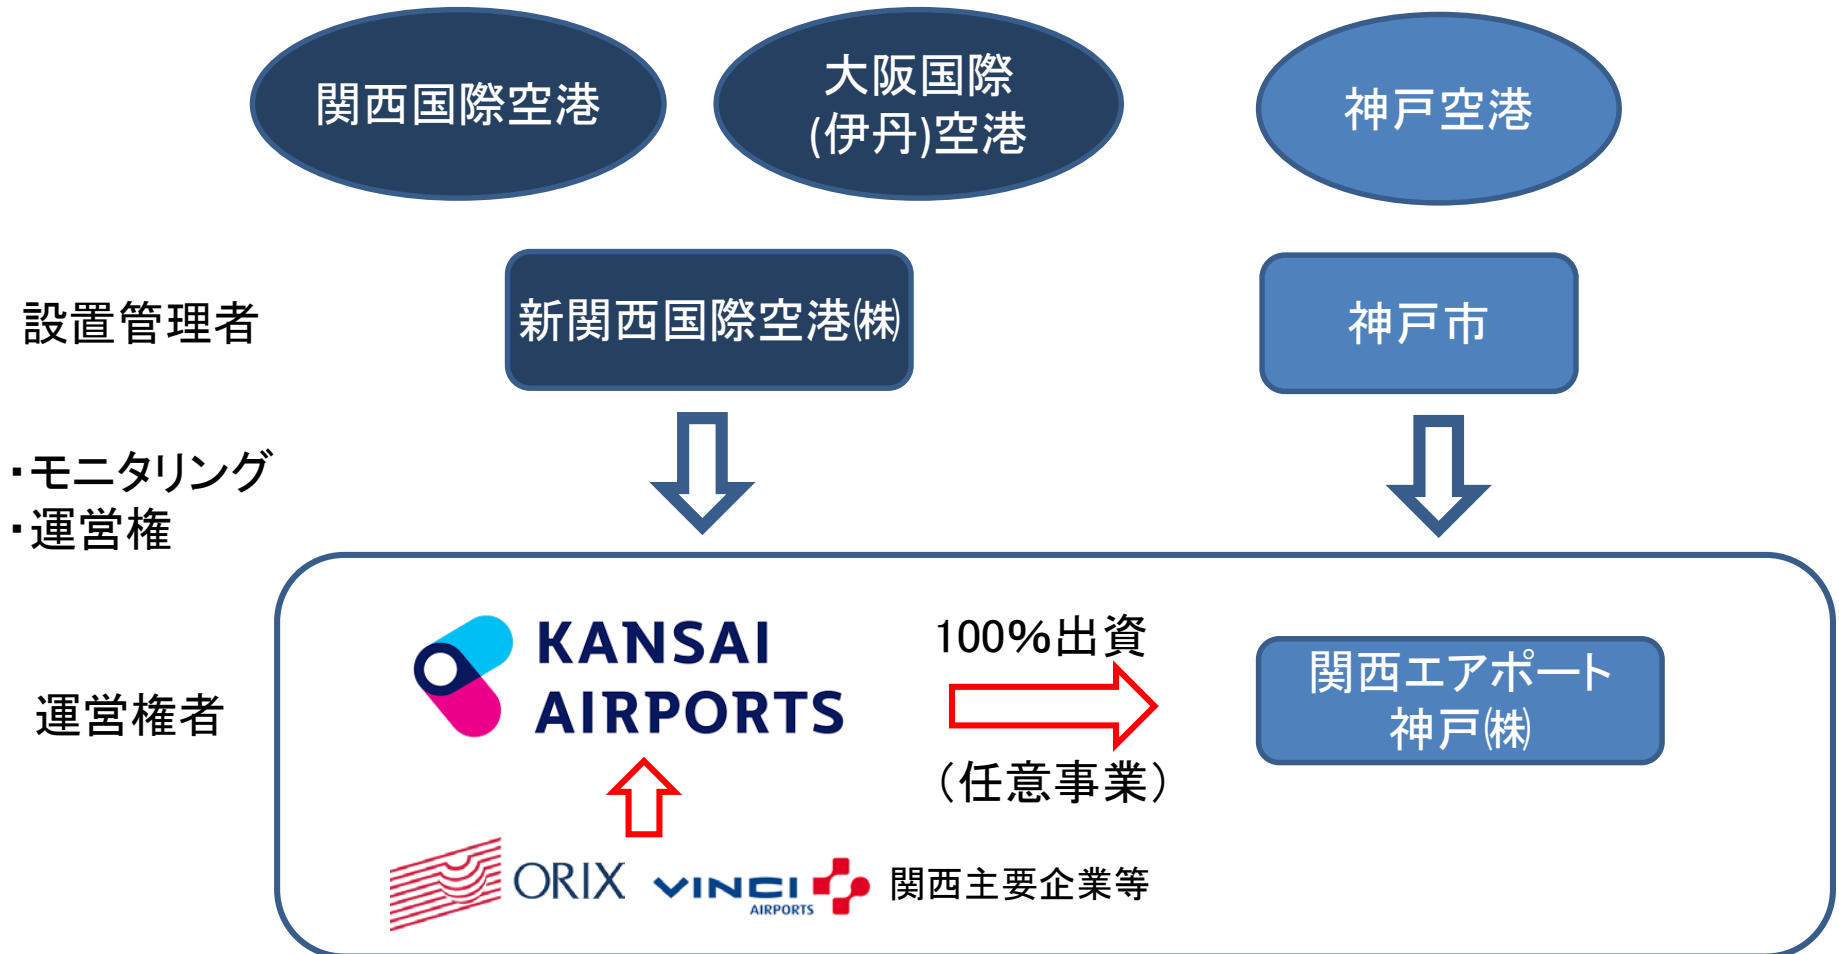 関西国際空港
大阪国際
(伊丹)空港
神戸空港
設置管理者
新関西国際空港㈱
神戸市
・モニタリング
・運営権
運営権者
KANSAI
AIRPORTS
100%出資
(任意事業)
関西エアポート
神戸㈱
ORIX
VINCI
AIRPORTS
関西主要企業等